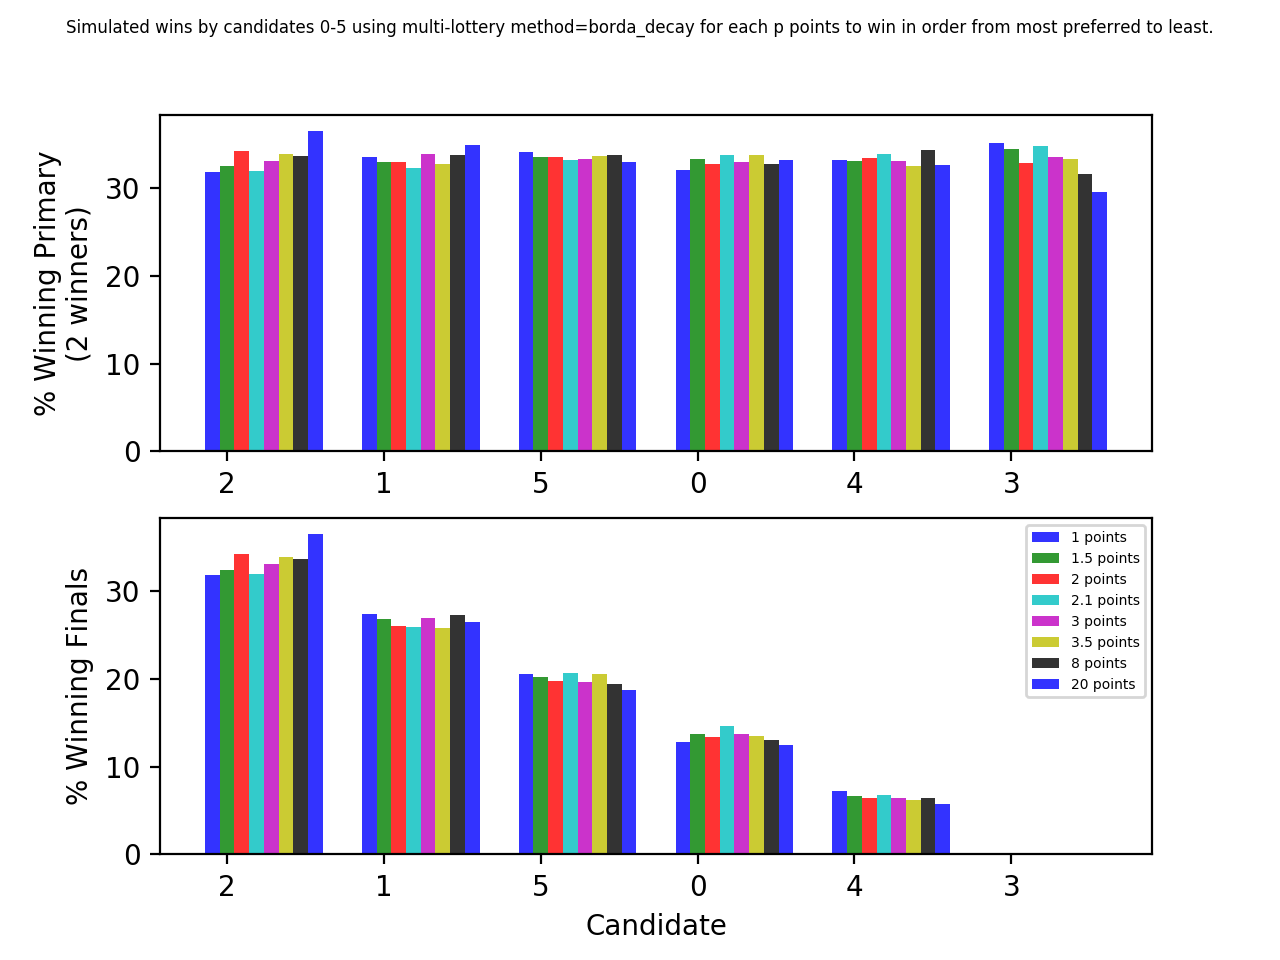 Simulated wins by candidates 0-5 using multi-lottery method=borda_decay for each p points to win in order from most preferred to least.
% Winning Primary
(2 winners)
30
20
10
0
2 1 5 0 4 3
% Winning Finals
30
20
10
0
1 points
1.5 points
2 points
2.1 points
3 points
3.5 points
8 points
20 points
2 1 5 0 4 3
Candidate